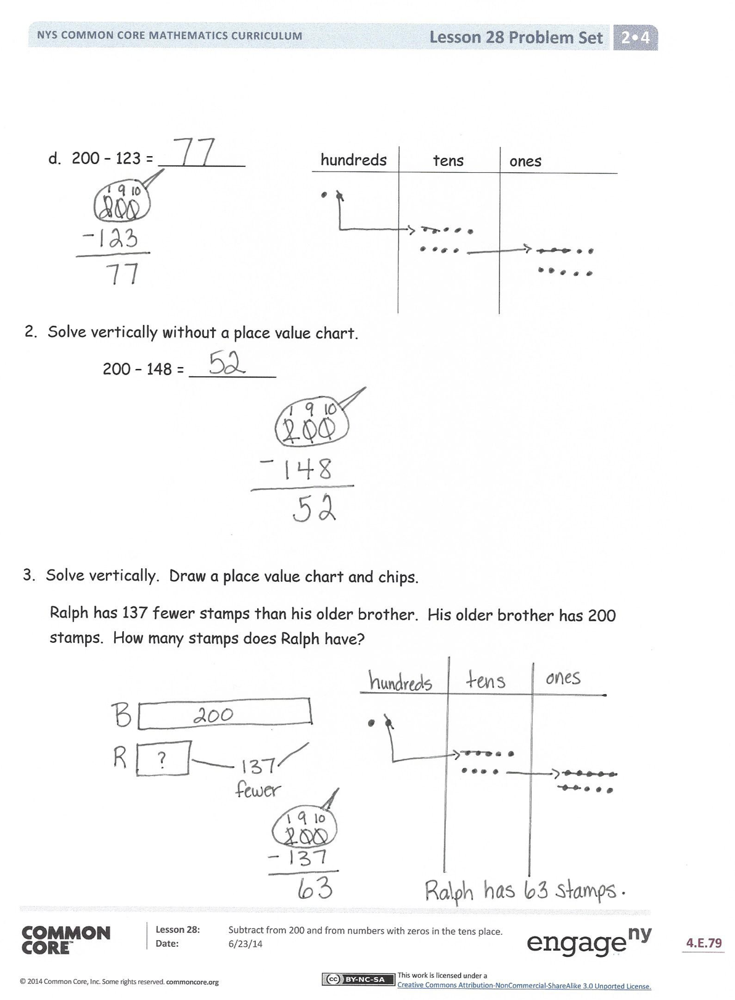 NYS COMMON CORE MATHEMATICS CURRICULUM Lesson 28 Problem Set 2•4
d. 200 - 123 = 77
hundreds tens ones
1 9 10
200
-123
77
2. Solve vertically without a place value chart.
200 - 148 = 52
1 9 10
200
- 148
52
3. Solve vertically. Draw a place value chart and chips.
Ralph has 137 fewer stamps than his older brother. His older brother has 200
stamps. How many stamps does Ralph have?
hundreds tens ones
B 200
R ? 137
fewer
1 9 10
200
- 137
63
Ralph has 63 stamps.
COMMON
CORE™
Lesson 28: Subtract from 200 and from numbers with zeros in the tens place.
Date: 6/23/14
engage ny
4.E.79
© 2014 Common Core, Inc. Some rights reserved. commoncore.org
cc BY-NC-SA
This work is licensed under a
Creative Commons Attribution-NonCommercial-ShareAlike 3.0 Unported License.